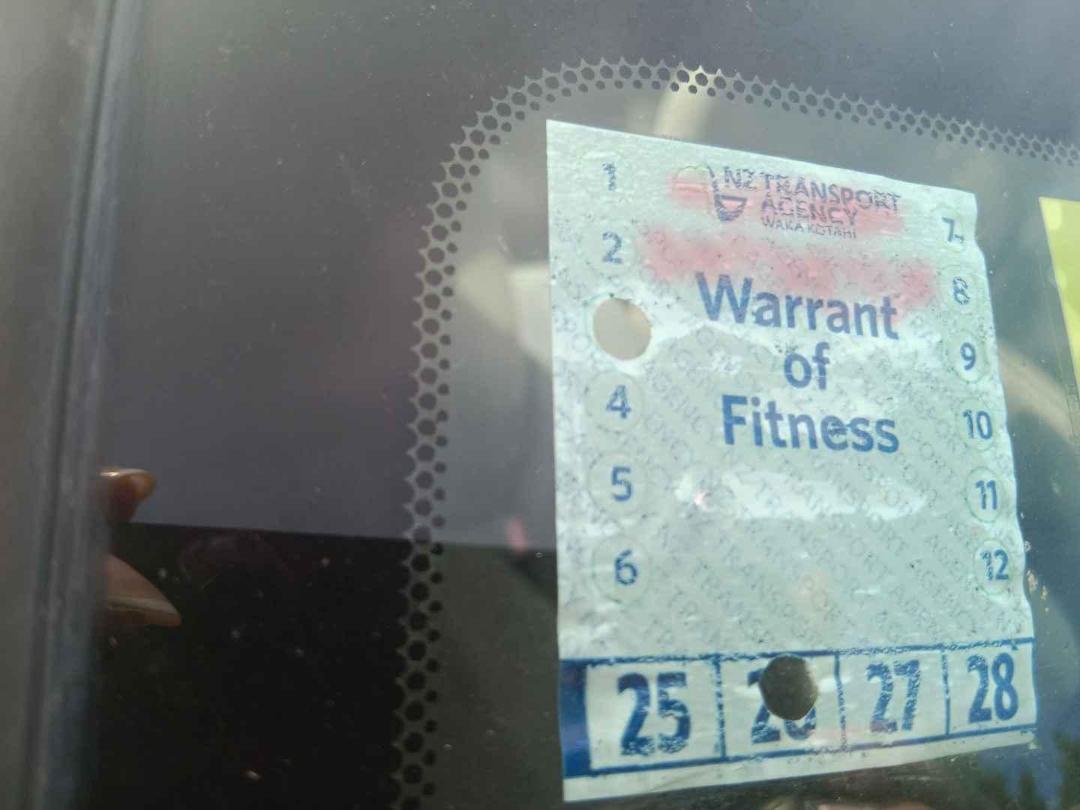 NZ TRANSPORT
AGENCY
WAKA KOTAHI
Warrant
of
Fitness
1
2
4
5
6
7
8
9
10
11
12
25 26 27 28